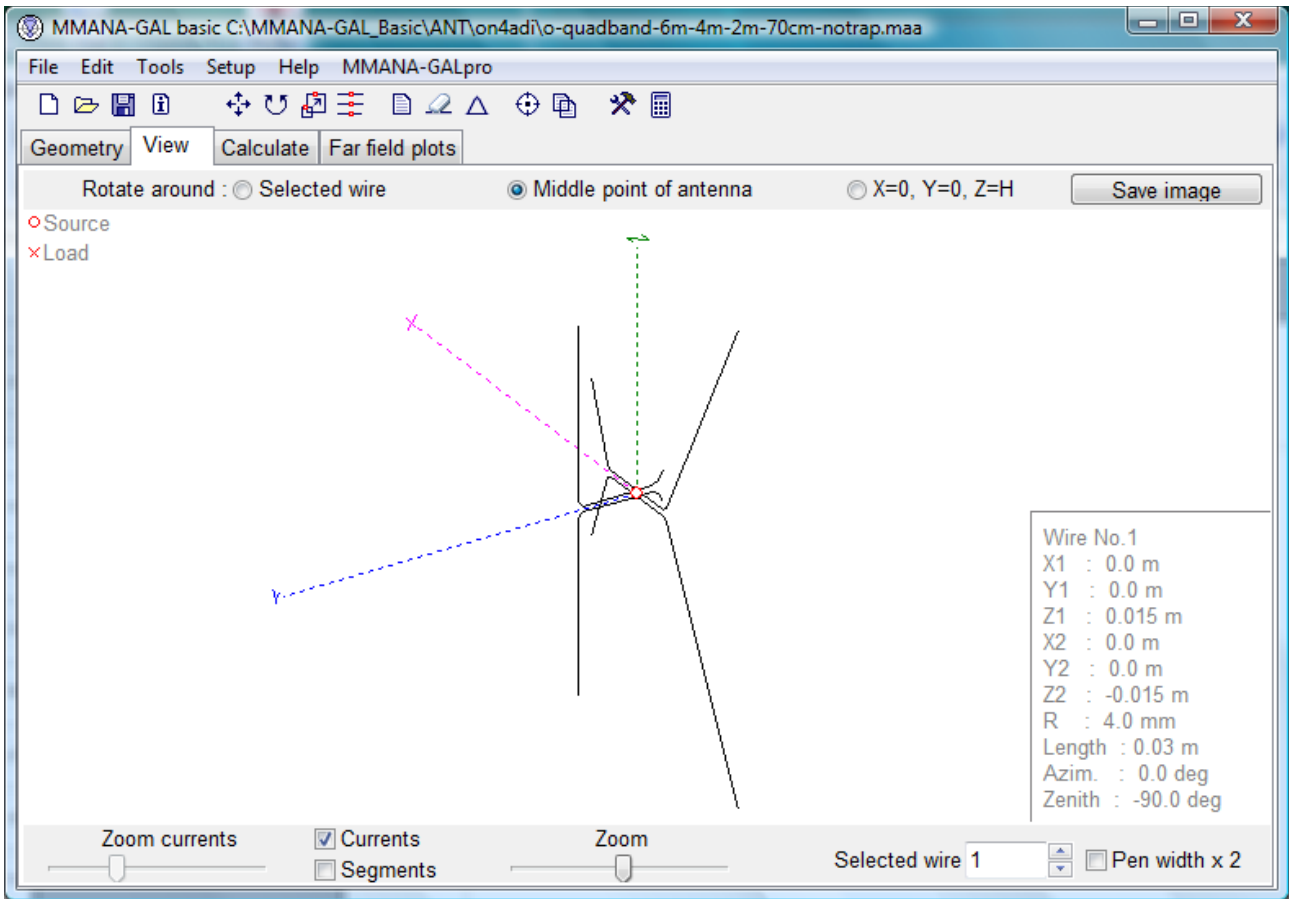 MMANA-GAL basic C:\MMANA-GAL_Basic\ANT\on4adi\o-quadband-6m-4m-2m-70cm-notrap.maa
File Edit Tools Setup Help MMANA-GALpro
Geometry View Calculate Far field plots
Rotate around : Selected wire Middle point of antenna X=0, Y=0, Z=H Save image
Source
Load
Z
X
Y
Wire No.1
X1 : 0.0 m
Y1 : 0.0 m
Z1 : 0.015 m
X2 : 0.0 m
Y2 : 0.0 m
Z2 : -0.015 m
R : 4.0 mm
Length : 0.03 m
Azim. : 0.0 deg
Zenith : -90.0 deg
Zoom currents Currents Zoom
Segments
Selected wire 1 Pen width x 2